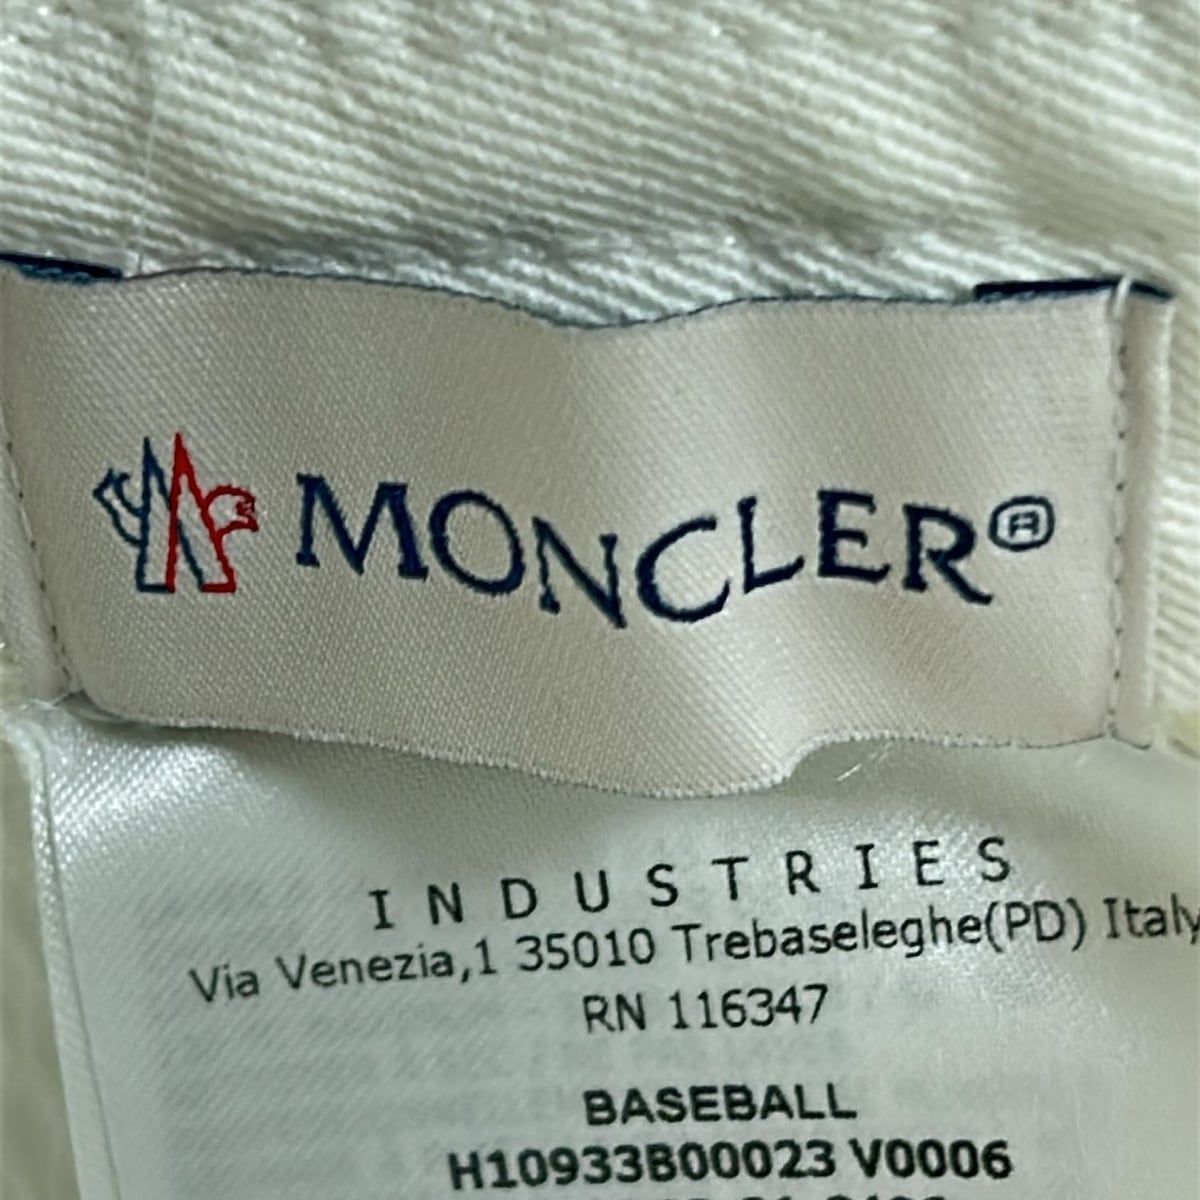 MONCLER®
INDUSTRIES
Via Venezia,1 35010 Trebaseleghe(PD) Italy
RN 116347
BASEBALL
H10933B00023 V0006